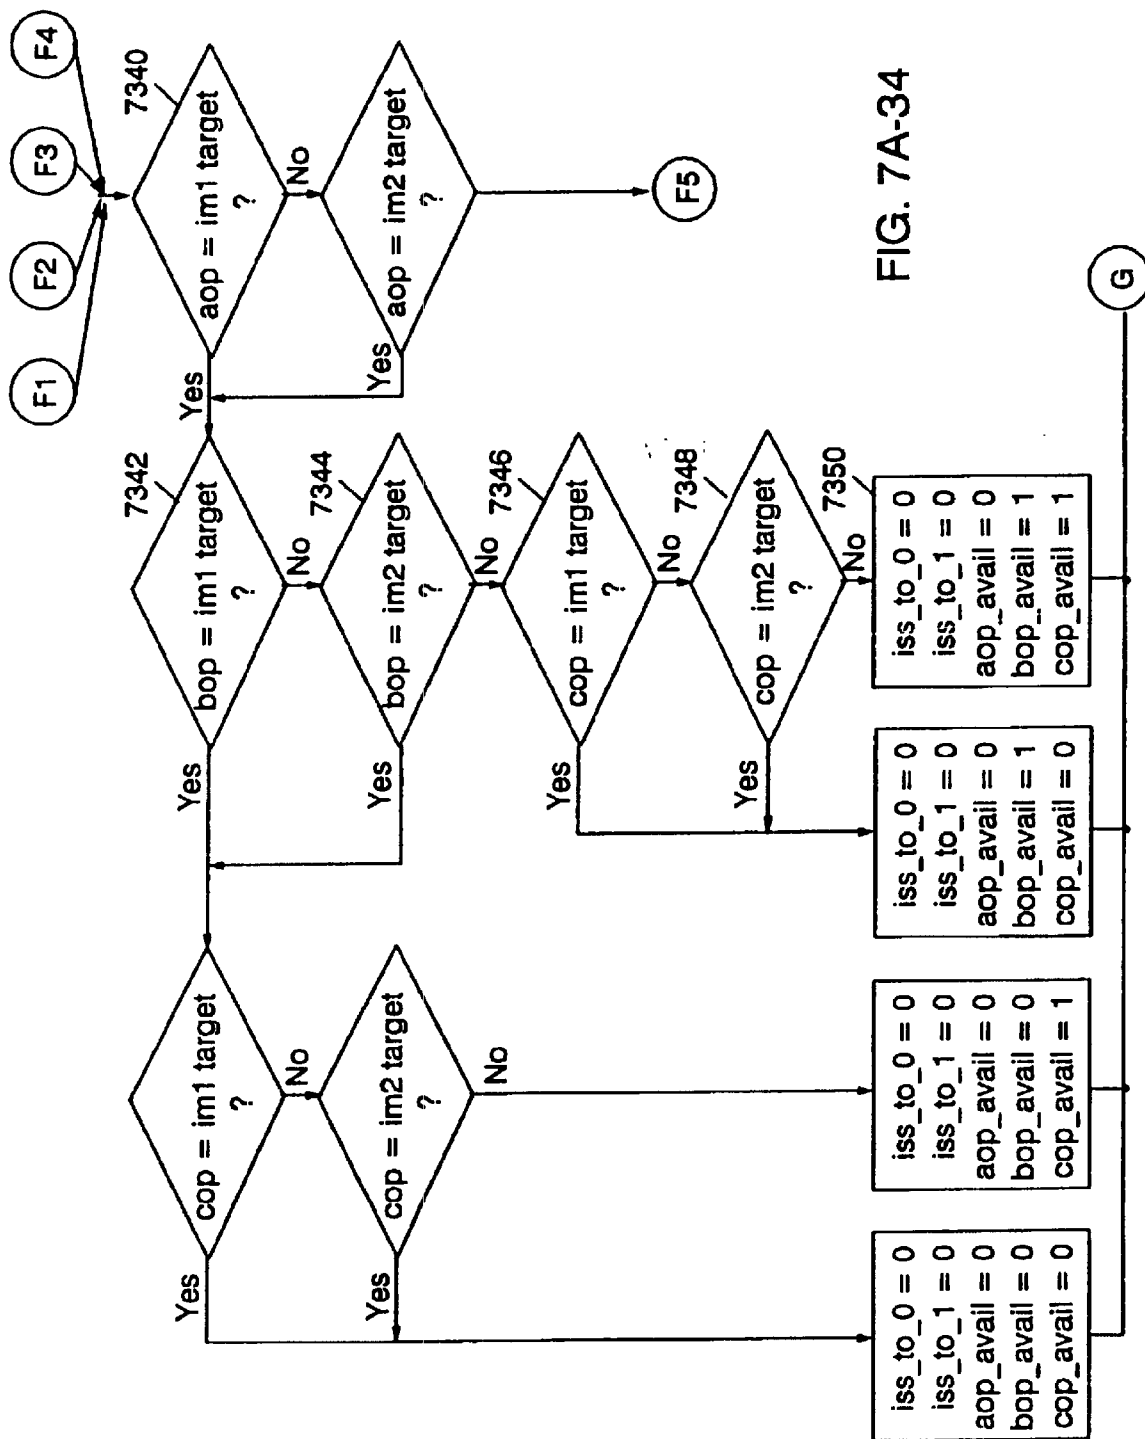 F1
F2
F3
F4
7340
aop = im1 target
?
Yes
No
aop = im2 target
?
Yes
F5
7342
bop = im1 target
?
Yes
No
7344
bop = im2 target
?
Yes
No
7346
cop = im1 target
?
Yes
No
7348
cop = im2 target
?
Yes
No
7350
iss_to_0 = 0
iss_to_1 = 0
aop_avail = 0
bop_avail = 1
cop_avail = 1
iss_to_0 = 0
iss_to_1 = 0
aop_avail = 0
bop_avail = 1
cop_avail = 0
cop = im1 target
?
Yes
No
cop = im2 target
?
Yes
No
iss_to_0 = 0
iss_to_1 = 0
aop_avail = 0
bop_avail = 0
cop_avail = 1
iss_to_0 = 0
iss_to_1 = 0
aop_avail = 0
bop_avail = 0
cop_avail = 0
G
FIG. 7A-34